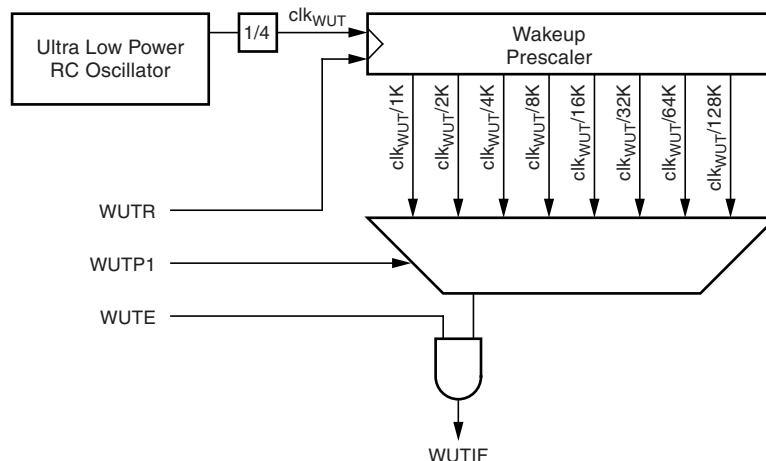 Ultra Low Power
RC Oscillator
1/4
clkWUT
Wakeup
Prescaler
clkWUT/1K
clkWUT/2K
clkWUT/4K
clkWUT/8K
clkWUT/16K
clkWUT/32K
clkWUT/64K
clkWUT/128K
WUTR
WUTP1
WUTE
WUTIF